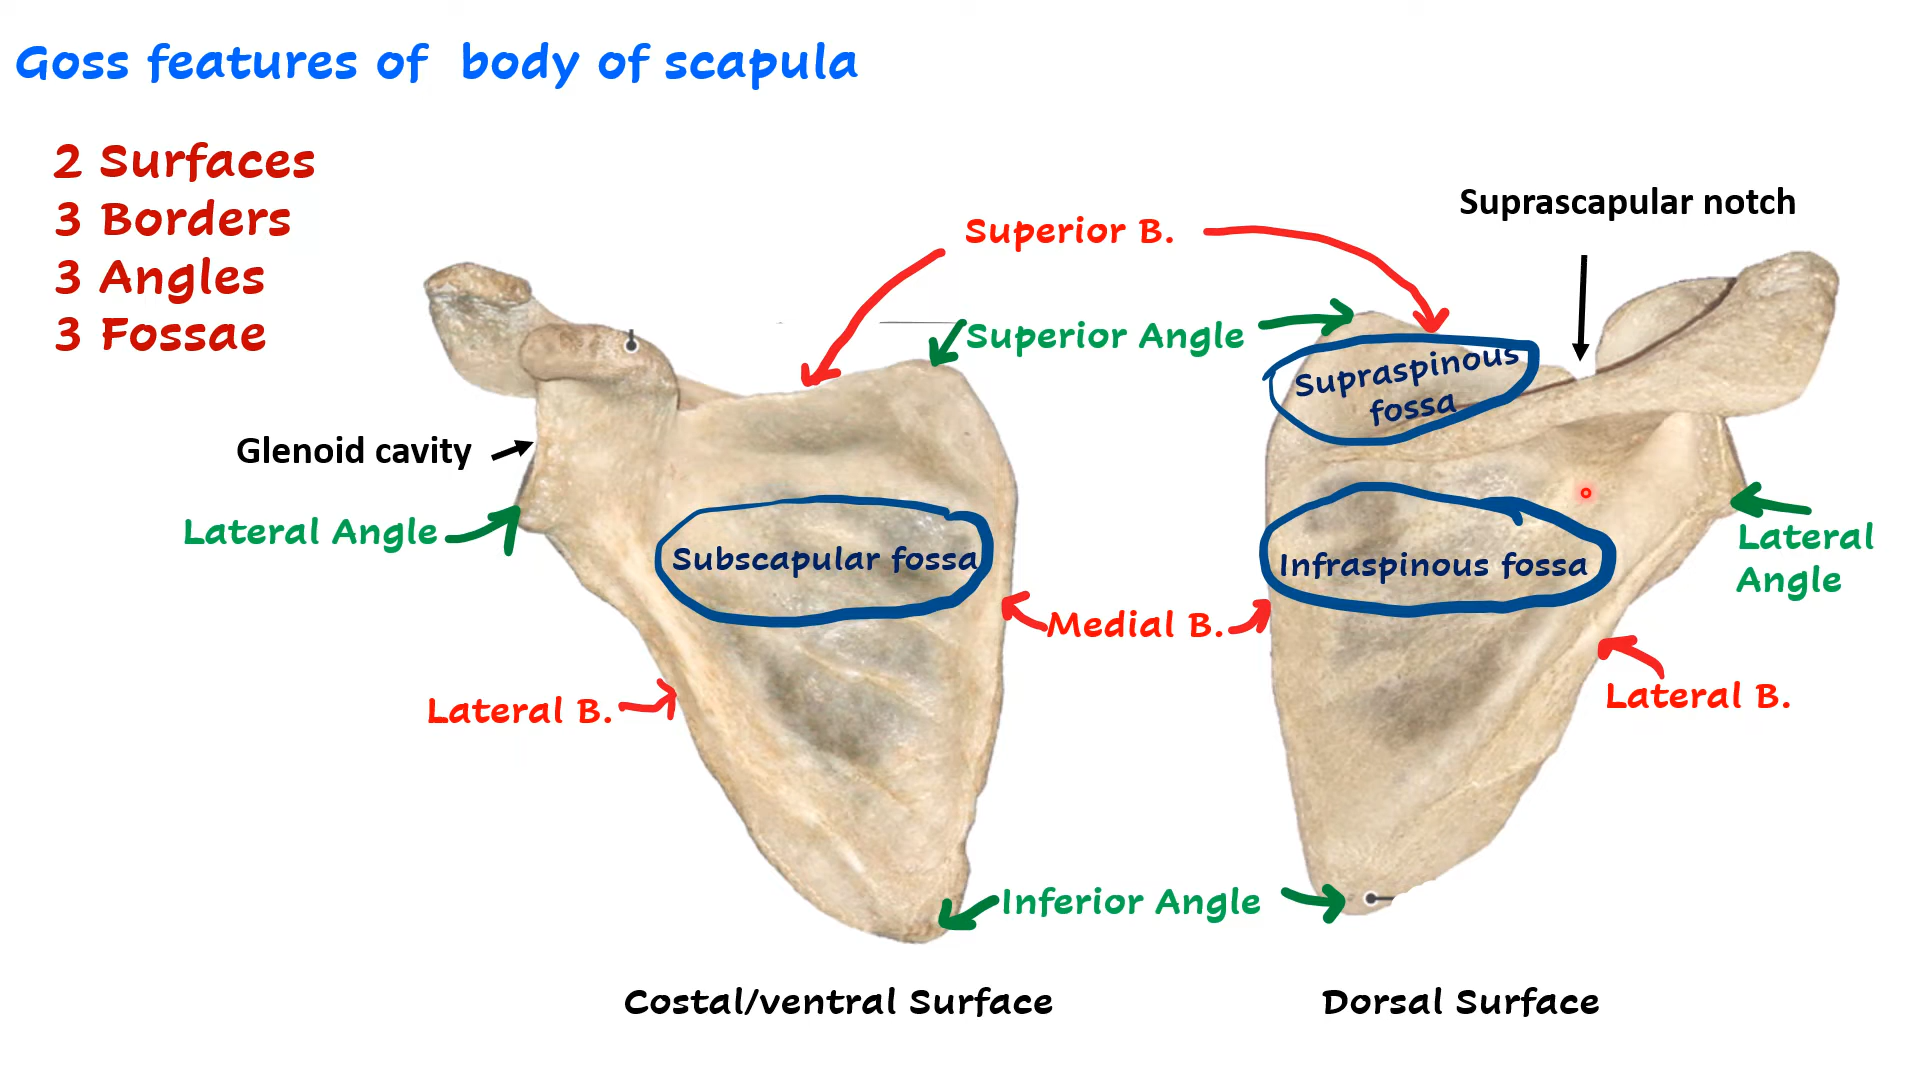 Goss features of body of scapula
2 Surfaces
3 Borders
3 Angles
3 Fossae
Suprascapular notch
Superior B.
Superior Angle
Supraspinous
fossa
Glenoid cavity
Lateral Angle
Subscapular fossa
Infraspinous fossa
Lateral
Angle
Medial B.
Lateral B.
Lateral B.
Inferior Angle
Costal/ventral Surface
Dorsal Surface